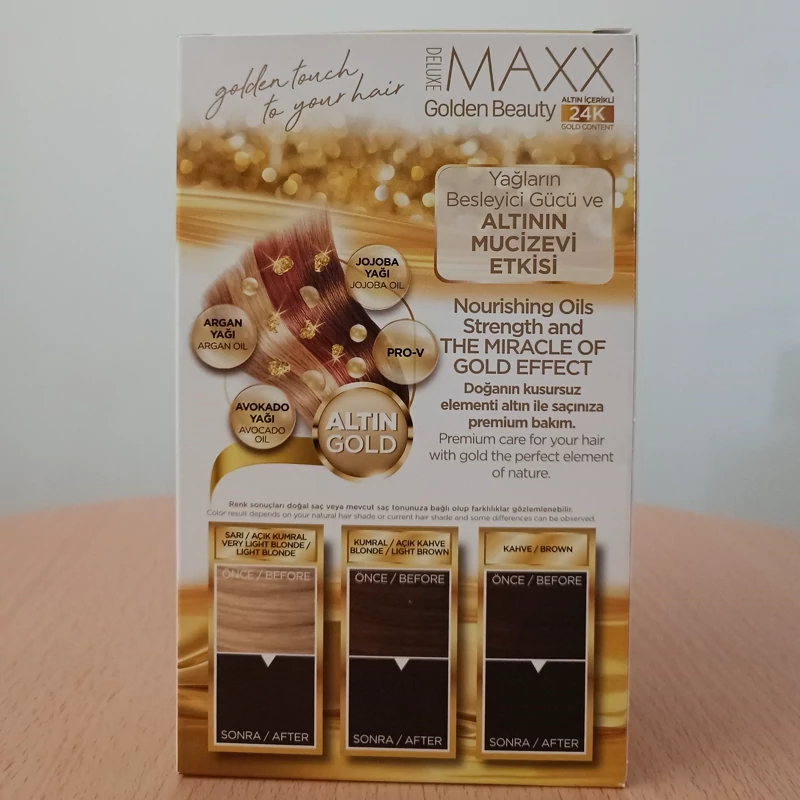 golden touch
to your hair
DELUXE
MAXX
Golden Beauty
ALTIN İÇERİKLİ
24K
GOLD CONTENT
Yağların
Besleyici Gücü ve
ALTININ
MUCİZEVİ
ETKİSİ
JOJOBA
YAĞI
JOJOBA OIL
ARGAN
YAĞI
ARGAN OIL
PRO-V
AVOKADO
YAĞI
AVOCADO
OIL
ALTIN
GOLD
Nourishing Oils
Strength and
THE MIRACLE OF
GOLD EFFECT
Doğanın kusursuz
elementi altın ile saçınıza
premium bakım.
Premium care for your hair
with gold the perfect element
of nature.
Renk sonuçları doğal saç veya mevcut saç tonunuza bağlı olup farklılıklar gözlemlenebilir.
Color result depends on your natural hair shade or current hair shade and some differences can be observed.
SARI / AÇIK KUMRAL
VERY LIGHT BLONDE /
LIGHT BLONDE
ÖNCE / BEFORE
SONRA / AFTER
KUMRAL / AÇIK KAHVE
BLONDE / LIGHT BROWN
ÖNCE / BEFORE
SONRA / AFTER
KAHVE / BROWN
ÖNCE / BEFORE
SONRA / AFTER